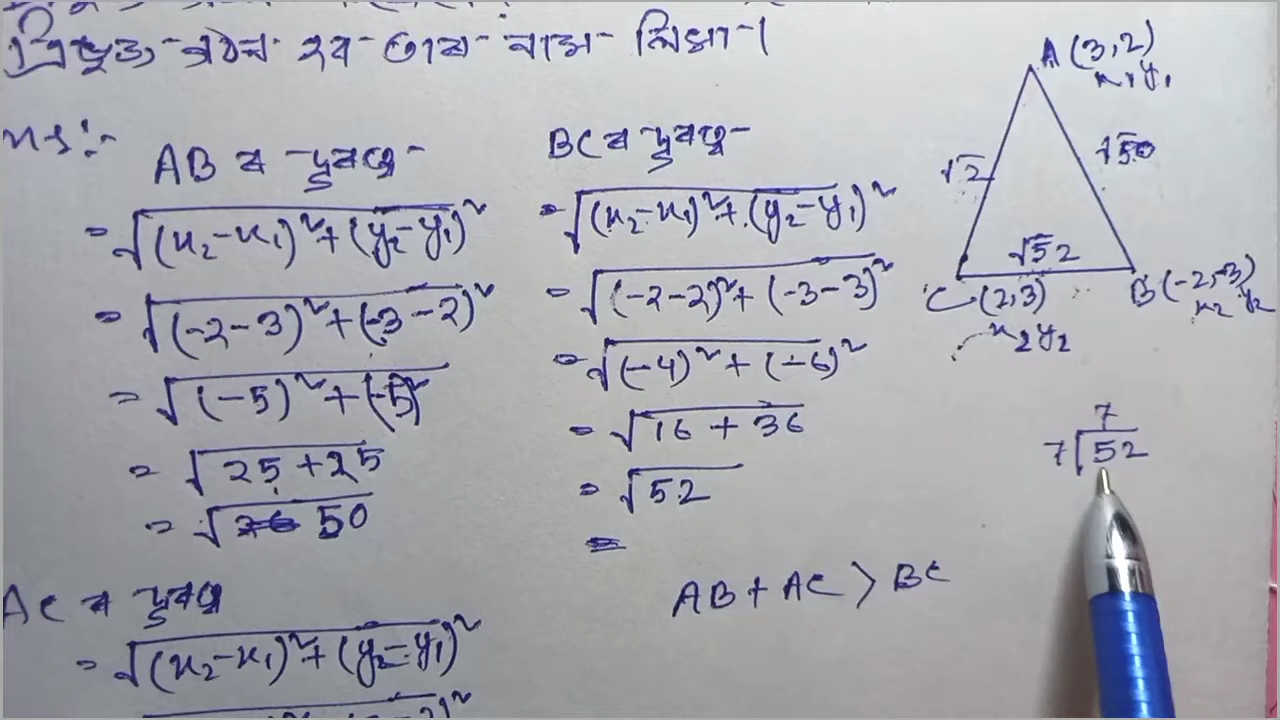 AB ৰ দূৰত্ব -
= √(x₂-x₁)²+(y₂-y₁)²
= √(-2-3)²+(-3-2)²
= √(-5)²+(-5)²
= √25+25
= √50
AC ৰ দূৰত্ব
= √(x₂-x₁)²+(y₂-y₁)²
BC ৰ দূৰত্ব -
= √(x₂-x₁)²+(y₂-y₁)²
= √(-2-2)²+(-3-3)²
= √(-4)²+(-6)²
= √16+36
= √52
=
AB + AC > BC
A (3,2)
x₁ y₁
√2
√50
√52
C (2,3)
x₂ y₂
B (-2,-3)
x₂ y₂
7
7√52